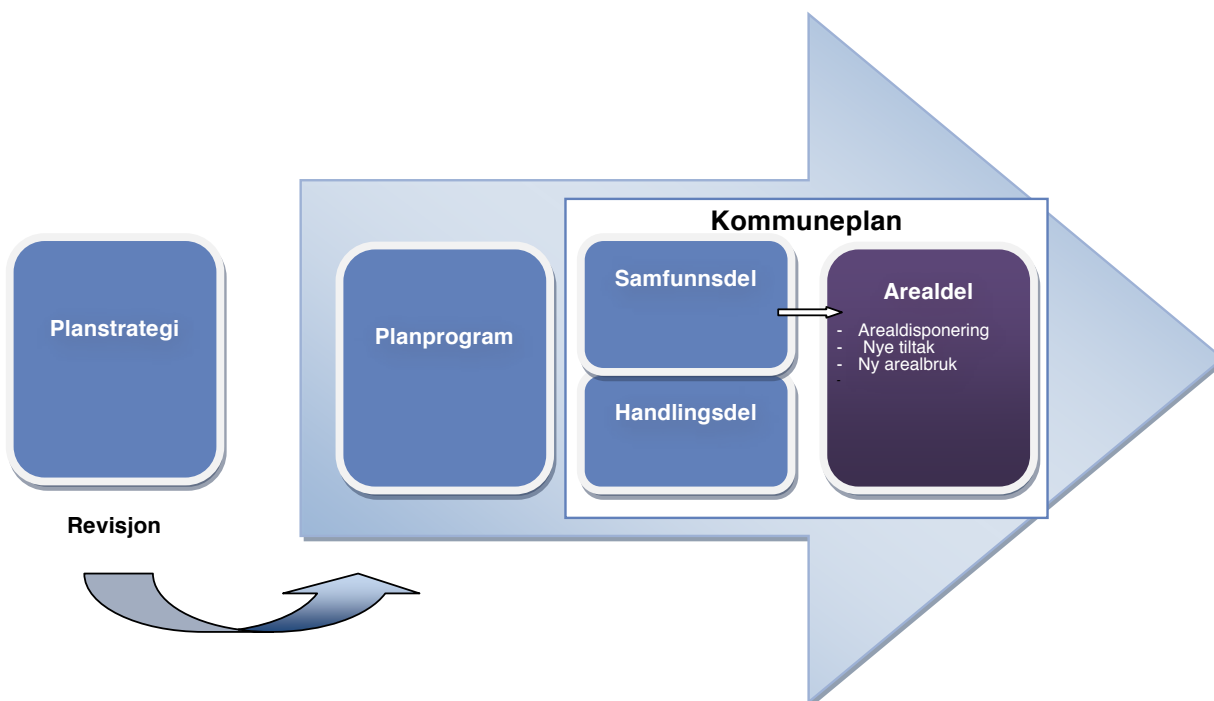 Kommuneplan
Planstrategi
Planprogram
Samfunnsdel
Handlingsdel
Arealdel
- Arealdisponering
- Nye tiltak
- Ny arealbruk
-
Revisjon